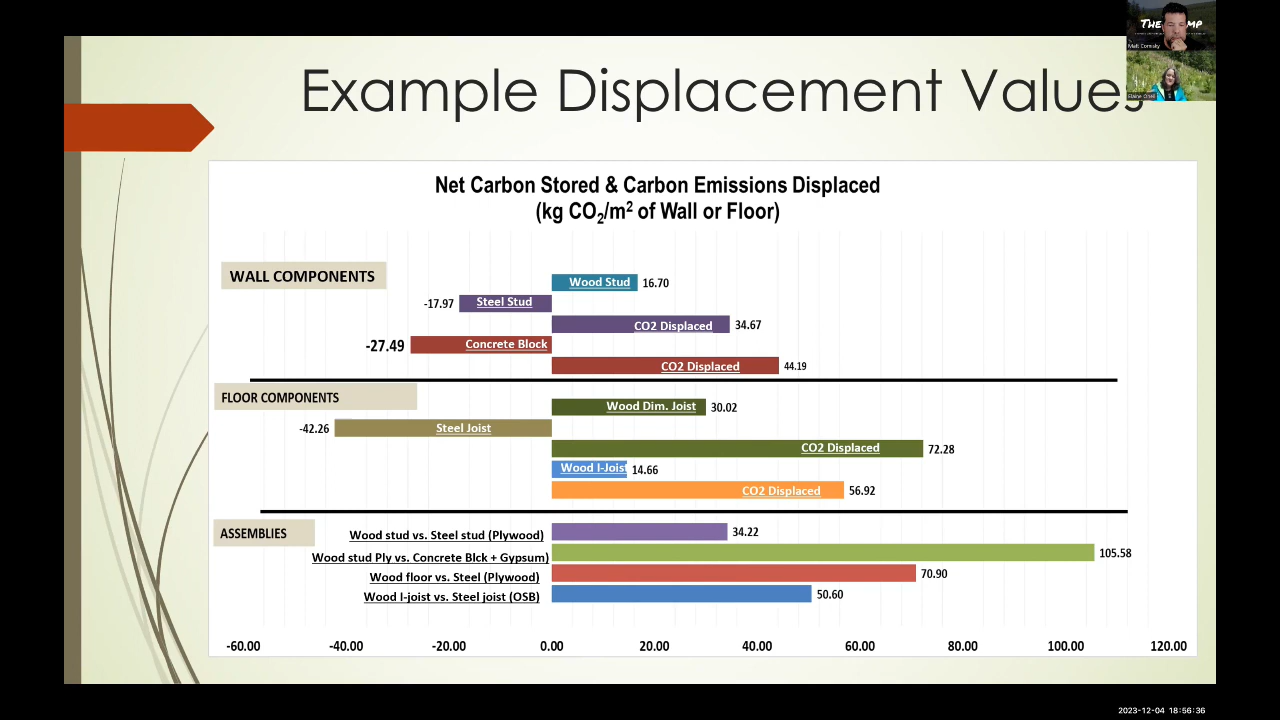 THE MP
Matt Comisky
Elaine Oneil
Example Displacement Values
Net Carbon Stored & Carbon Emissions Displaced
(kg CO2/m2 of Wall or Floor)
WALL COMPONENTS
Wood Stud 16.70
-17.97 Steel Stud
CO2 Displaced 34.67
-27.49 Concrete Block
CO2 Displaced 44.19
FLOOR COMPONENTS
Wood Dim. Joist 30.02
-42.26 Steel Joist
CO2 Displaced 72.28
Wood I-Joist 14.66
CO2 Displaced 56.92
ASSEMBLIES
Wood stud vs. Steel stud (Plywood) 34.22
Wood stud Ply vs. Concrete Blck + Gypsum) 105.58
Wood floor vs. Steel (Plywood) 70.90
Wood I-joist vs. Steel joist (OSB) 50.60
-60.00 -40.00 -20.00 0.00 20.00 40.00 60.00 80.00 100.00 120.00
2023-12-04 18:56:36